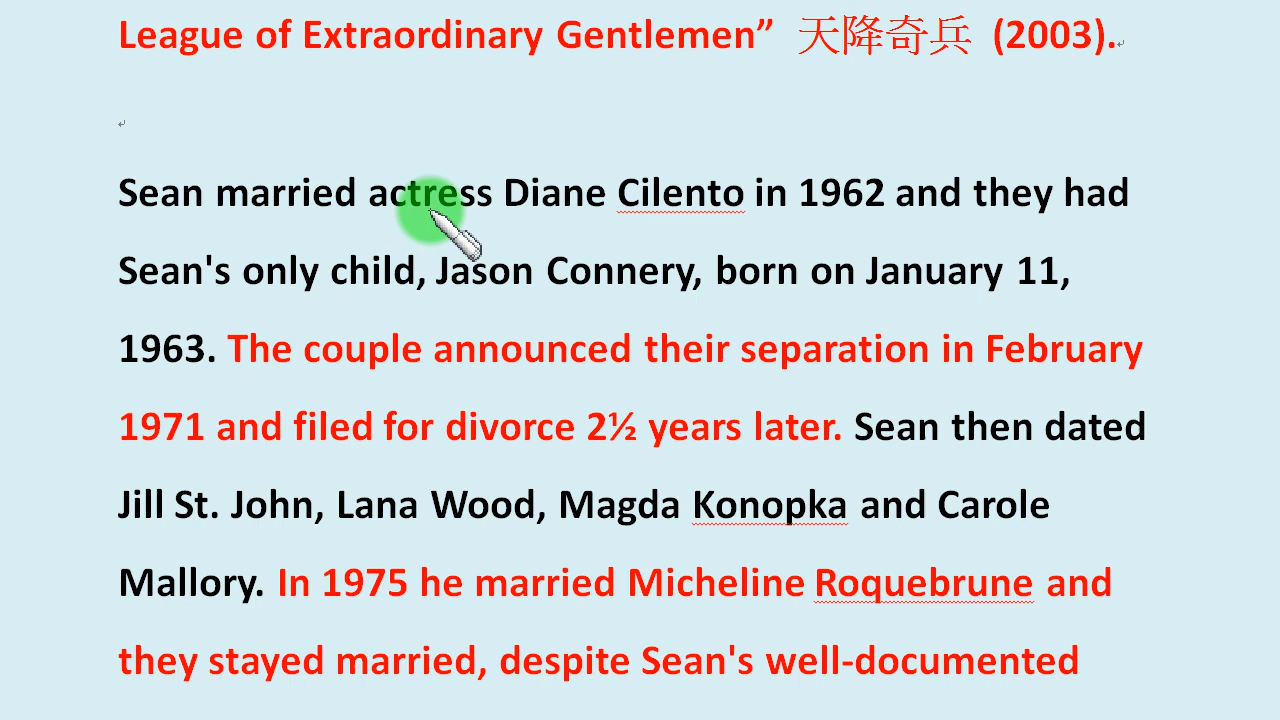 League of Extraordinary Gentlemen” 天降奇兵 (2003).
Sean married actress Diane Cilento in 1962 and they had
Sean's only child, Jason Connery, born on January 11,
1963. The couple announced their separation in February
1971 and filed for divorce 2½ years later. Sean then dated
Jill St. John, Lana Wood, Magda Konopka and Carole
Mallory. In 1975 he married Micheline Roquebrune and
they stayed married, despite Sean's well-documented